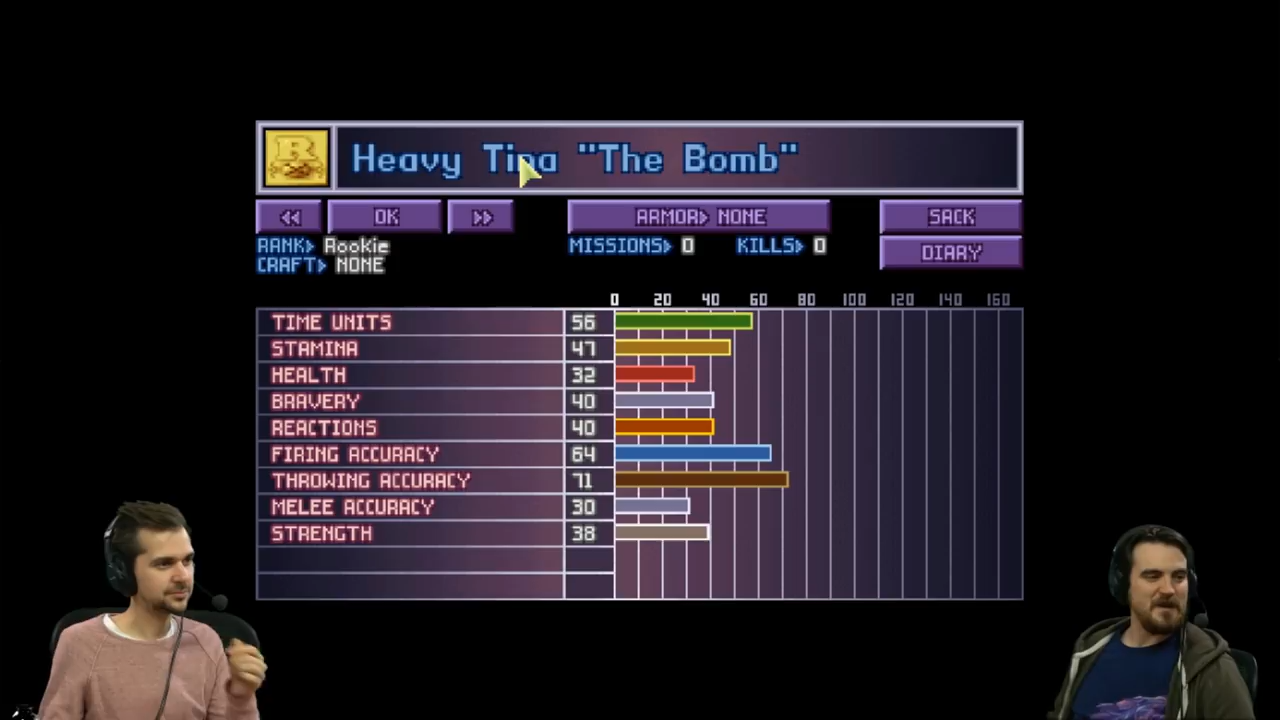 R
Heavy Tina "The Bomb"
OK
ARMOR> NONE
SACK
RANK> Rookie
MISSIONS> 0
KILLS> 0
DIARY
CRAFT> NONE
0 20 40 60 80 100 120 140 160
TIME UNITS 56
STAMINA 47
HEALTH 32
BRAVERY 40
REACTIONS 40
FIRING ACCURACY 64
THROWING ACCURACY 71
MELEE ACCURACY 30
STRENGTH 38